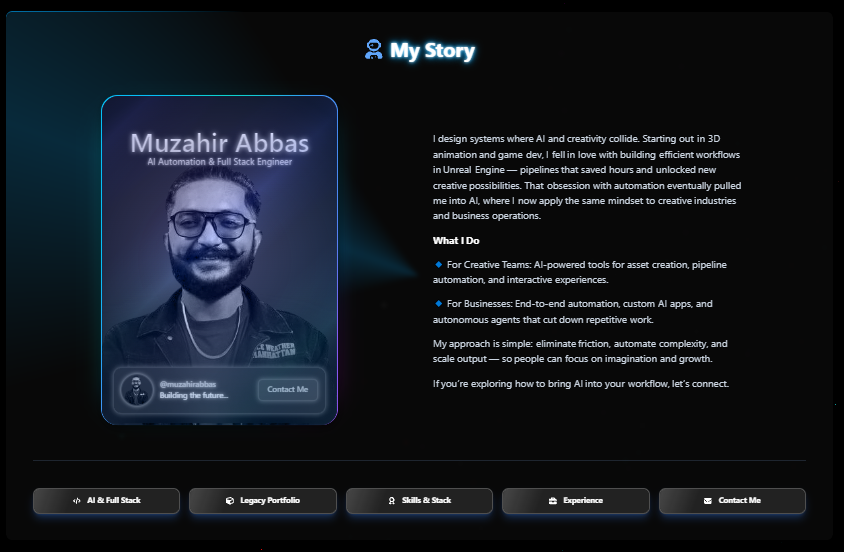 My Story
Muzahir Abbas
AI Automation & Full Stack Engineer
@muzahirabbas
Building the future...
Contact Me
I design systems where AI and creativity collide. Starting out in 3D
animation and game dev, I fell in love with building efficient workflows
in Unreal Engine — pipelines that saved hours and unlocked new
creative possibilities. That obsession with automation eventually pulled
me into AI, where I now apply the same mindset to creative industries
and business operations.
What I Do
🔹 For Creative Teams: AI-powered tools for asset creation, pipeline
automation, and interactive experiences.
🔹 For Businesses: End-to-end automation, custom AI apps, and
autonomous agents that cut down repetitive work.
My approach is simple: eliminate friction, automate complexity, and
scale output — so people can focus on imagination and growth.
If you're exploring how to bring AI into your workflow, let's connect.
AI & Full Stack
Legacy Portfolio
Skills & Stack
Experience
Contact Me